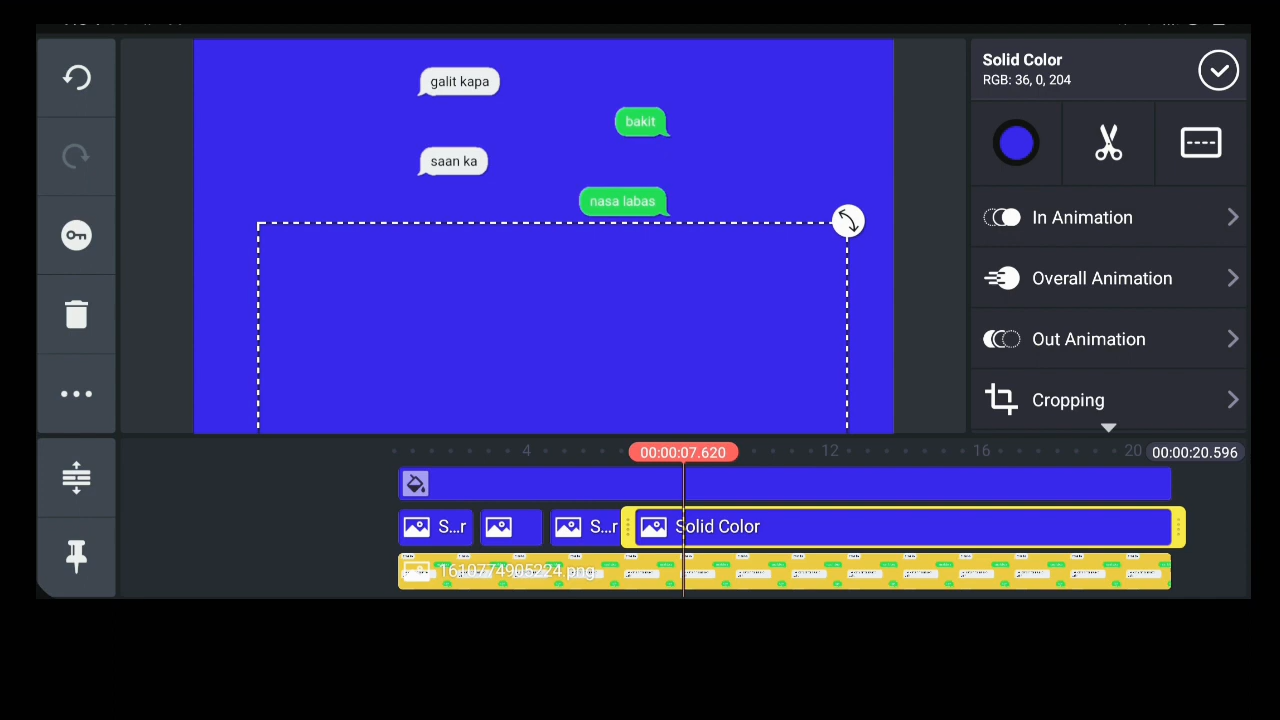 Solid Color
RGB: 36, 0, 204
galit kapa
bakit
saan ka
nasa labas
In Animation
Overall Animation
Out Animation
Cropping
4
00:00:07.620
12
16
20
00:00:20.596
S...r
S...r
Solid Color
1610774905224.png